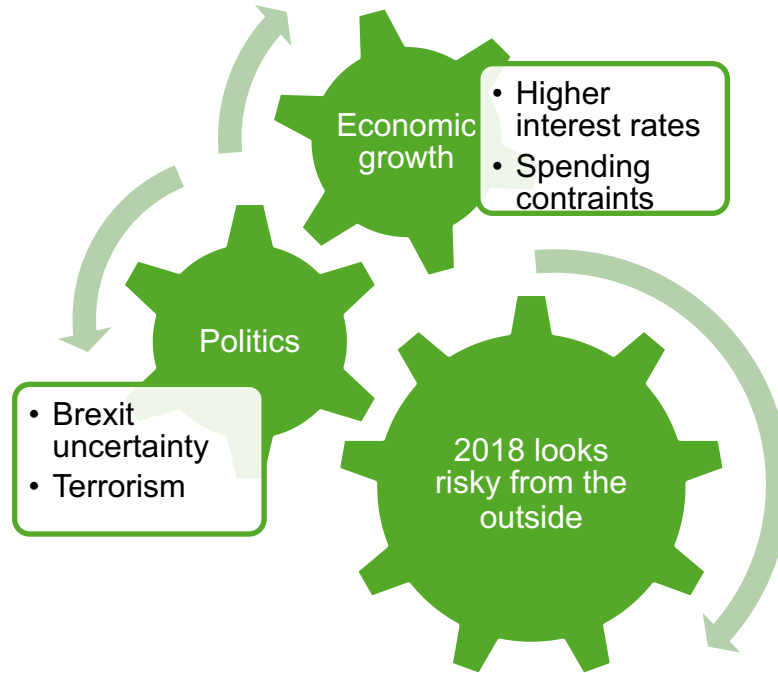 Economic
growth
• Higher
interest rates
• Spending
contraints
Politics
• Brexit
uncertainty
• Terrorism
2018 looks
risky from the
outside